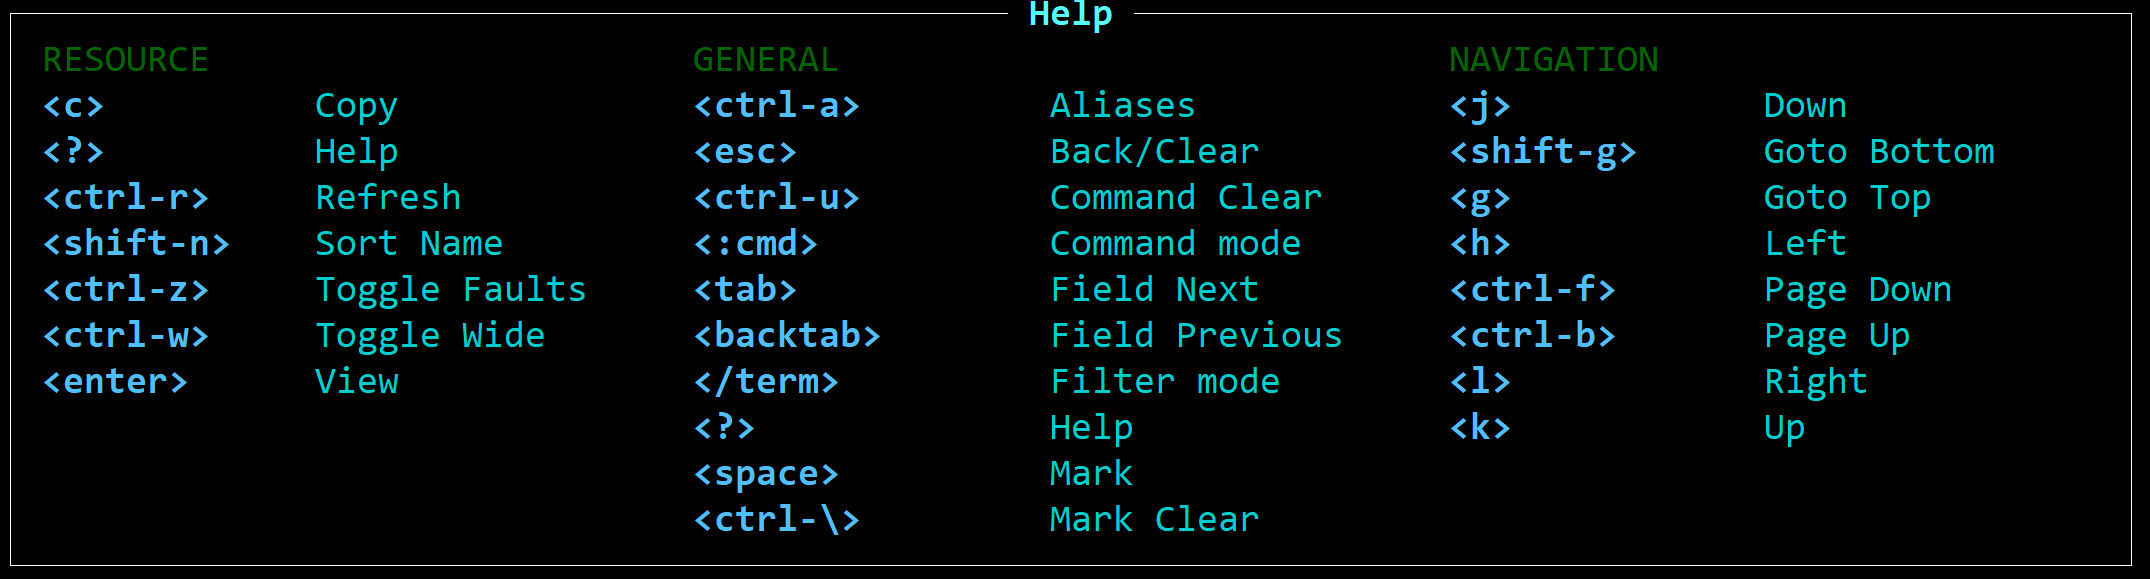 Help
RESOURCE GENERAL NAVIGATION
<c> Copy <ctrl-a> Aliases <j> Down
<?> Help <esc> Back/Clear <shift-g> Goto Bottom
<ctrl-r> Refresh <ctrl-u> Command Clear <g> Goto Top
<shift-n> Sort Name <:cmd> Command mode <h> Left
<ctrl-z> Toggle Faults <tab> Field Next <ctrl-f> Page Down
<ctrl-w> Toggle Wide <backtab> Field Previous <ctrl-b> Page Up
<enter> View </term> Filter mode <l> Right
<?> Help <k> Up
<space> Mark
<ctrl-\> Mark Clear